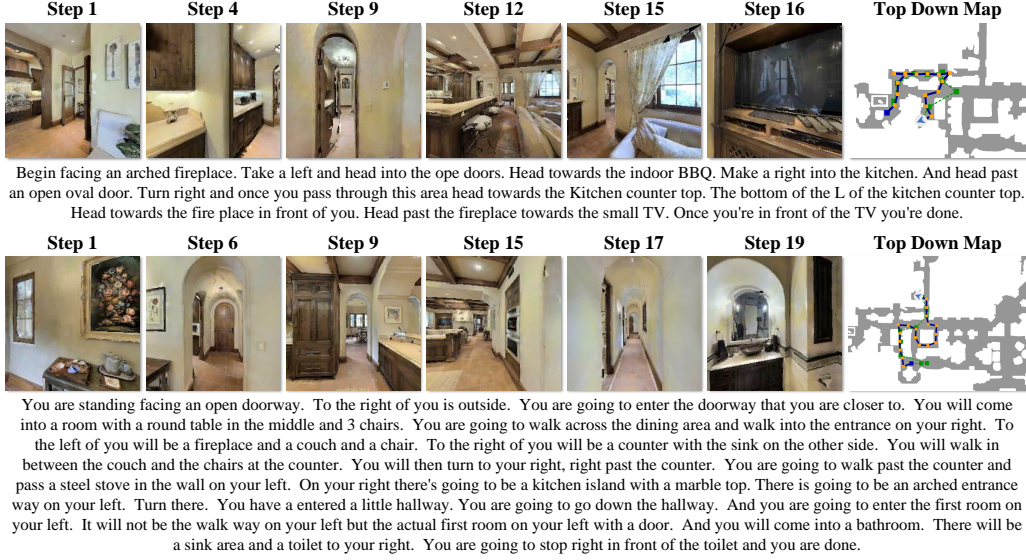 Step 1 Step 4 Step 9 Step 12 Step 15 Step 16 Top Down Map
Begin facing an arched fireplace. Take a left and head into the ope doors. Head towards the indoor BBQ. Make a right into the kitchen. And head past
an open oval door. Turn right and once you pass through this area head towards the Kitchen counter top. The bottom of the L of the kitchen counter top.
Head towards the fire place in front of you. Head past the fireplace towards the small TV. Once you're in front of the TV you're done.
Step 1 Step 6 Step 9 Step 15 Step 17 Step 19 Top Down Map
You are standing facing an open doorway. To the right of you is outside. You are going to enter the doorway that you are closer to. You will come
into a room with a round table in the middle and 3 chairs. You are going to walk across the dining area and walk into the entrance on your right. To
the left of you will be a fireplace and a couch and a chair. To the right of you will be a counter with the sink on the other side. You will walk in
between the couch and the chairs at the counter. You will then turn to your right, right past the counter. You are going to walk past the counter and
pass a steel stove in the wall on your left. On your right there's going to be a kitchen island with a marble top. There is going to be an arched entrance
way on your left. Turn there. You have a entered a little hallway. You are going to go down the hallway. And you are going to enter the first room on
your left. It will not be the walk way on your left but the actual first room on your left with a door. And you will come into a bathroom. There will be
a sink area and a toilet to your right. You are going to stop right in front of the toilet and you are done.